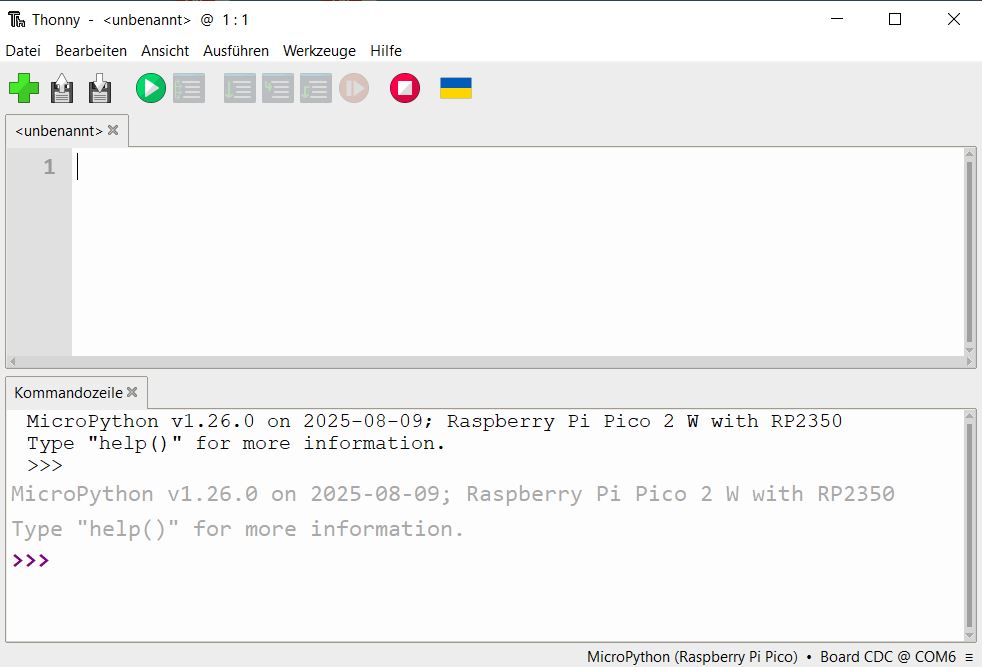 Thonny - <unbenannt> @ 1:1
Datei Bearbeiten Ansicht Ausführen Werkzeuge Hilfe
<unbenannt>
1
Kommandozeile
MicroPython v1.26.0 on 2025-08-09; Raspberry Pi Pico 2 W with RP2350
Type "help()" for more information.
>>>
MicroPython v1.26.0 on 2025-08-09; Raspberry Pi Pico 2 W with RP2350
Type "help()" for more information.
>>>
MicroPython (Raspberry Pi Pico) • Board CDC @ COM6 ≡